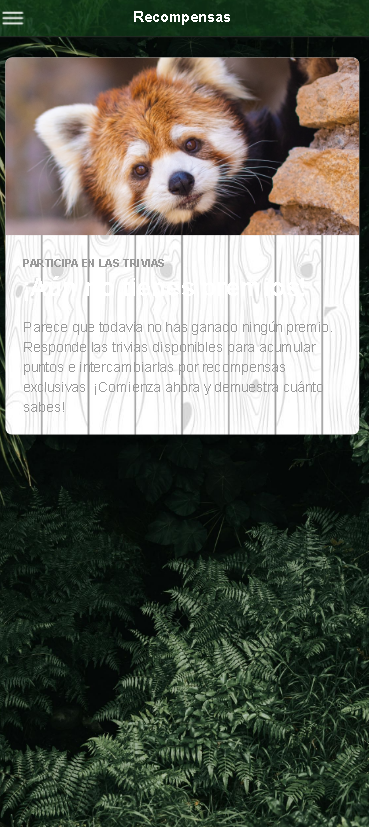 Recompensas
PARTICIPA EN LAS TRIVIAS
Parece que todavía no has ganado ningún premio.
Responde las trivias disponibles para acumular
puntos e intercambiarlas por recompensas
exclusivas. ¡Comienza ahora y demuestra cuánto
sabes!